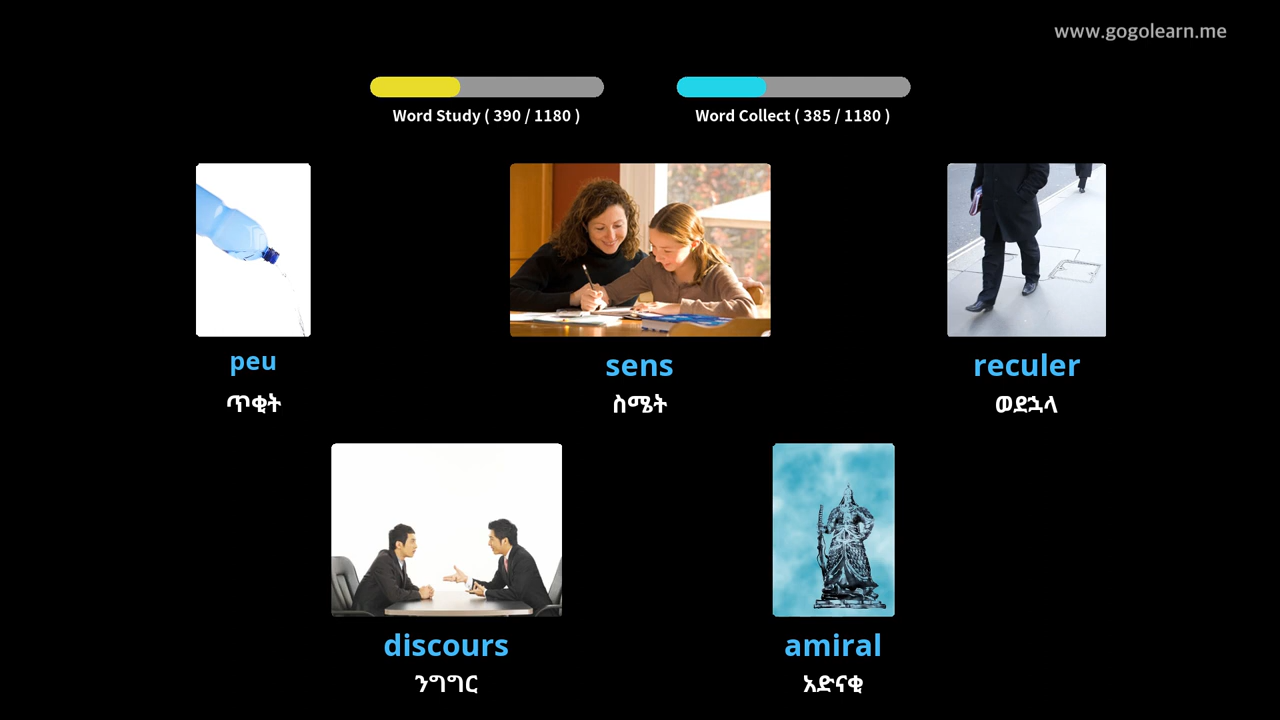 www.gogolearn.me
Word Study ( 390 / 1180 )
Word Collect ( 385 / 1180 )
peu
ጥቂት
sens
ስሜት
reculer
ወደኋላ
discours
ንግግር
amiral
አድናቂ